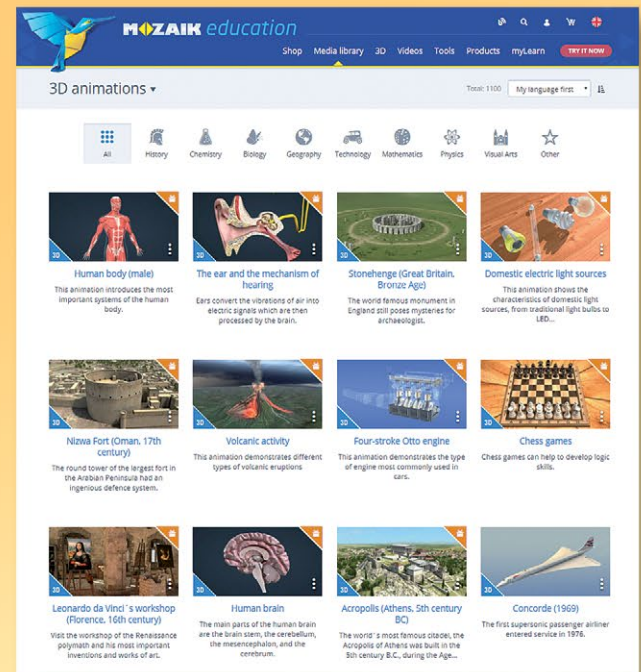 MOZAIK education
Shop Media library 3D Videos Tools Products myLearn TRY IT NOW
3D animations
Total: 1100 My language first
All History Chemistry Biology Geography Technology Mathematics Physics Visual Arts Other
3D 3D 3D 3D
Human body (male)
This animation introduces the most
important systems of the human
body.
The ear and the mechanism of
hearing
Ears convert the vibrations of air into
electric signals which are then
processed by the brain.
Stonehenge (Great Britain,
Bronze Age)
The world famous monument in
England still poses mysteries for
archaeologist.
Domestic electric light sources
This animation shows the
characteristics of domestic light
sources, from traditional light bulbs to
LED...
3D 3D 3D 3D
Nizwa Fort (Oman, 17th
century)
The round tower of the largest fort in
the Arabian Peninsula had an
ingenious defence system.
Volcanic activity
This animation demonstrates different
types of volcanic eruptions
Four-stroke Otto engine
This animation demonstrates the type
of engine most commonly used in
cars.
Chess games
Chess games can help to develop logic
skills.
3D 3D 3D 3D
Leonardo da Vinci`s workshop
(Florence, 16th century)
Visit the workshop of the Renaissance
polymath and his most important
inventions and works of art.
Human brain
The main parts of the human brain
are the brain stem, the cerebellum,
the mesencephalon, and the
cerebrum.
Acropolis (Athens, 5th century
BC)
The world`s most famous citadel, the
Acropolis of Athens was built in the
5th century B.C., during the Age...
Concorde (1969)
The first supersonic passenger airliner
entered service in 1976.